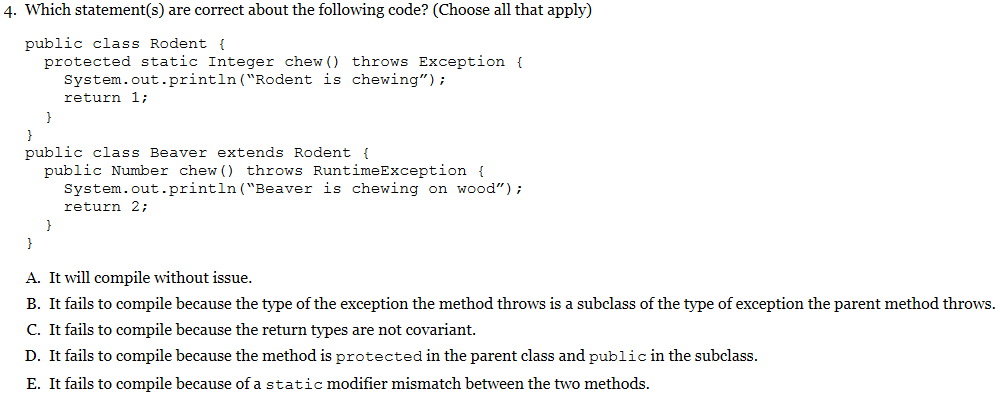 4. Which statement(s) are correct about the following code? (Choose all that apply)
public class Rodent {
protected static Integer chew() throws Exception {
System.out.println(“Rodent is chewing”);
return 1;
}
}
public class Beaver extends Rodent {
public Number chew() throws RuntimeException {
System.out.println(“Beaver is chewing on wood”);
return 2;
}
}
A. It will compile without issue.
B. It fails to compile because the type of the exception the method throws is a subclass of the type of exception the parent method throws.
C. It fails to compile because the return types are not covariant.
D. It fails to compile because the method is protected in the parent class and public in the subclass.
E. It fails to compile because of a static modifier mismatch between the two methods.